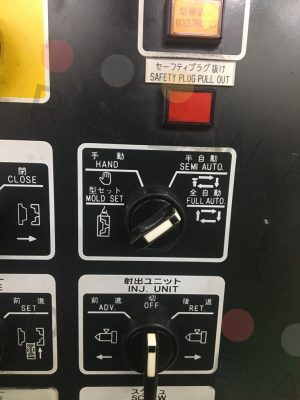 MOLD TH
セーフティプラグ抜け
SAFETY PLUG PULL OUT
閉
CLOSE
手動
HAND
半自動
SEMI AUTO.
型セット
MOLD SET
全自動
FULL AUTO.
射出ユニット
INJ. UNIT
前進
SET
前進
ADV.
切
OFF
後退
RET.